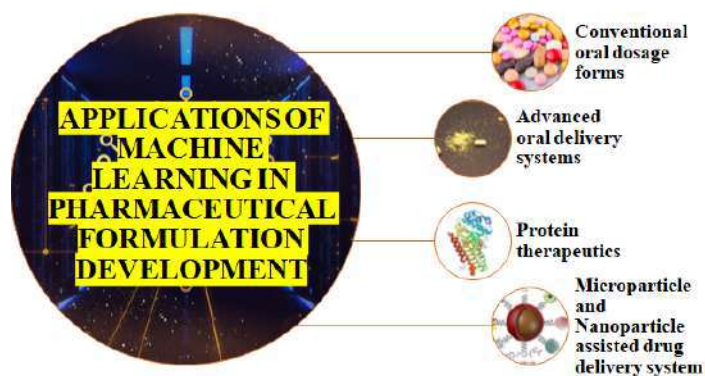 APPLICATIONS OF
MACHINE
LEARNING IN
PHARMACEUTICAL
FORMULATION
DEVELOPMENT
Conventional
oral dosage
forms
Advanced
oral delivery
systems
Protein
therapeutics
Microparticle
and
Nanoparticle
assisted drug
delivery system